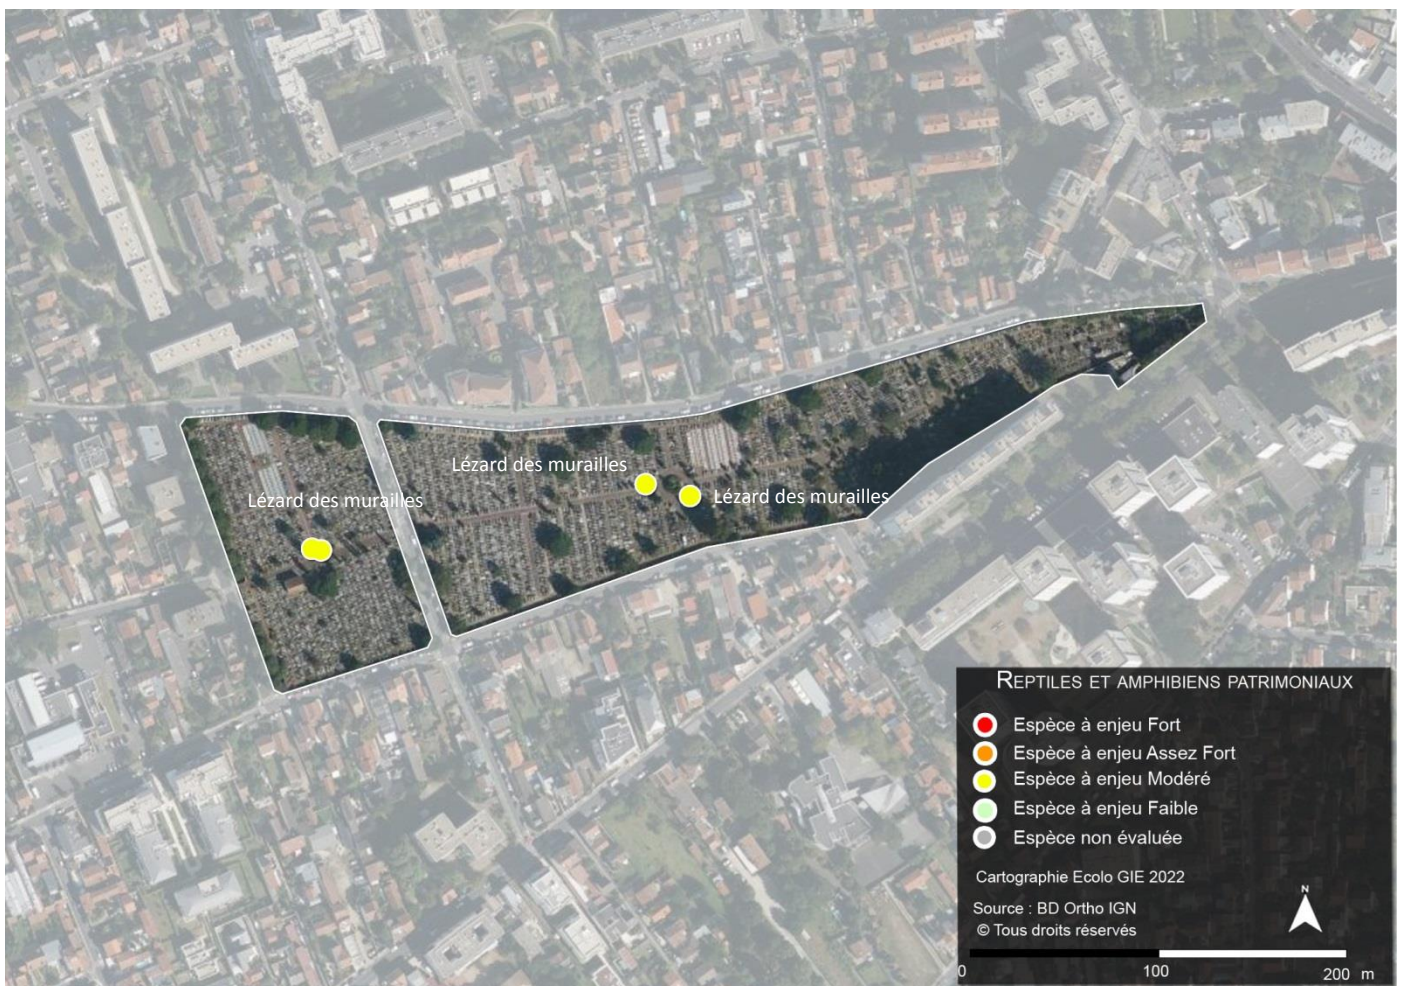 Lézard des murailles
Lézard des murailles
Lézard des murailles
REPTILES ET AMPHIBIENS PATRIMONIAUX
Espèce à enjeu Fort
Espèce à enjeu Assez Fort
Espèce à enjeu Modéré
Espèce à enjeu Faible
Espèce non évaluée
Cartographie Ecolo GIE 2022
Source : BD Ortho IGN
© Tous droits réservés
N
0 100 200 m